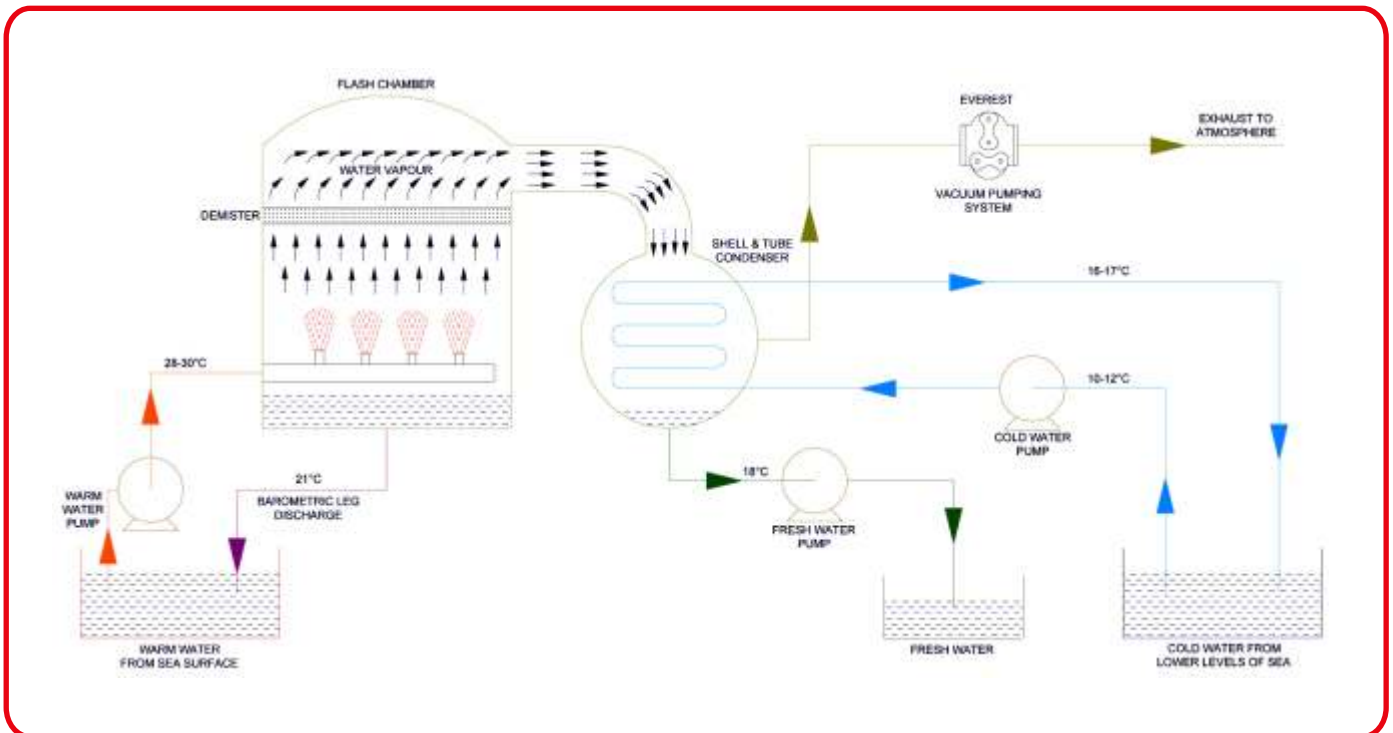 FLASH CHAMBER
WATER VAPOUR
DEMISTER
28-30°C
21°C
BAROMETRIC LEG
DISCHARGE
WARM
WATER
PUMP
WARM WATER
FROM SEA SURFACE
SHELL & TUBE
CONDENSER
EVEREST
VACUUM PUMPING
SYSTEM
EXHAUST TO
ATMOSPHERE
16-17°C
10-12°C
COLD WATER
PUMP
18°C
FRESH WATER
PUMP
FRESH WATER
COLD WATER FROM
LOWER LEVELS OF SEA